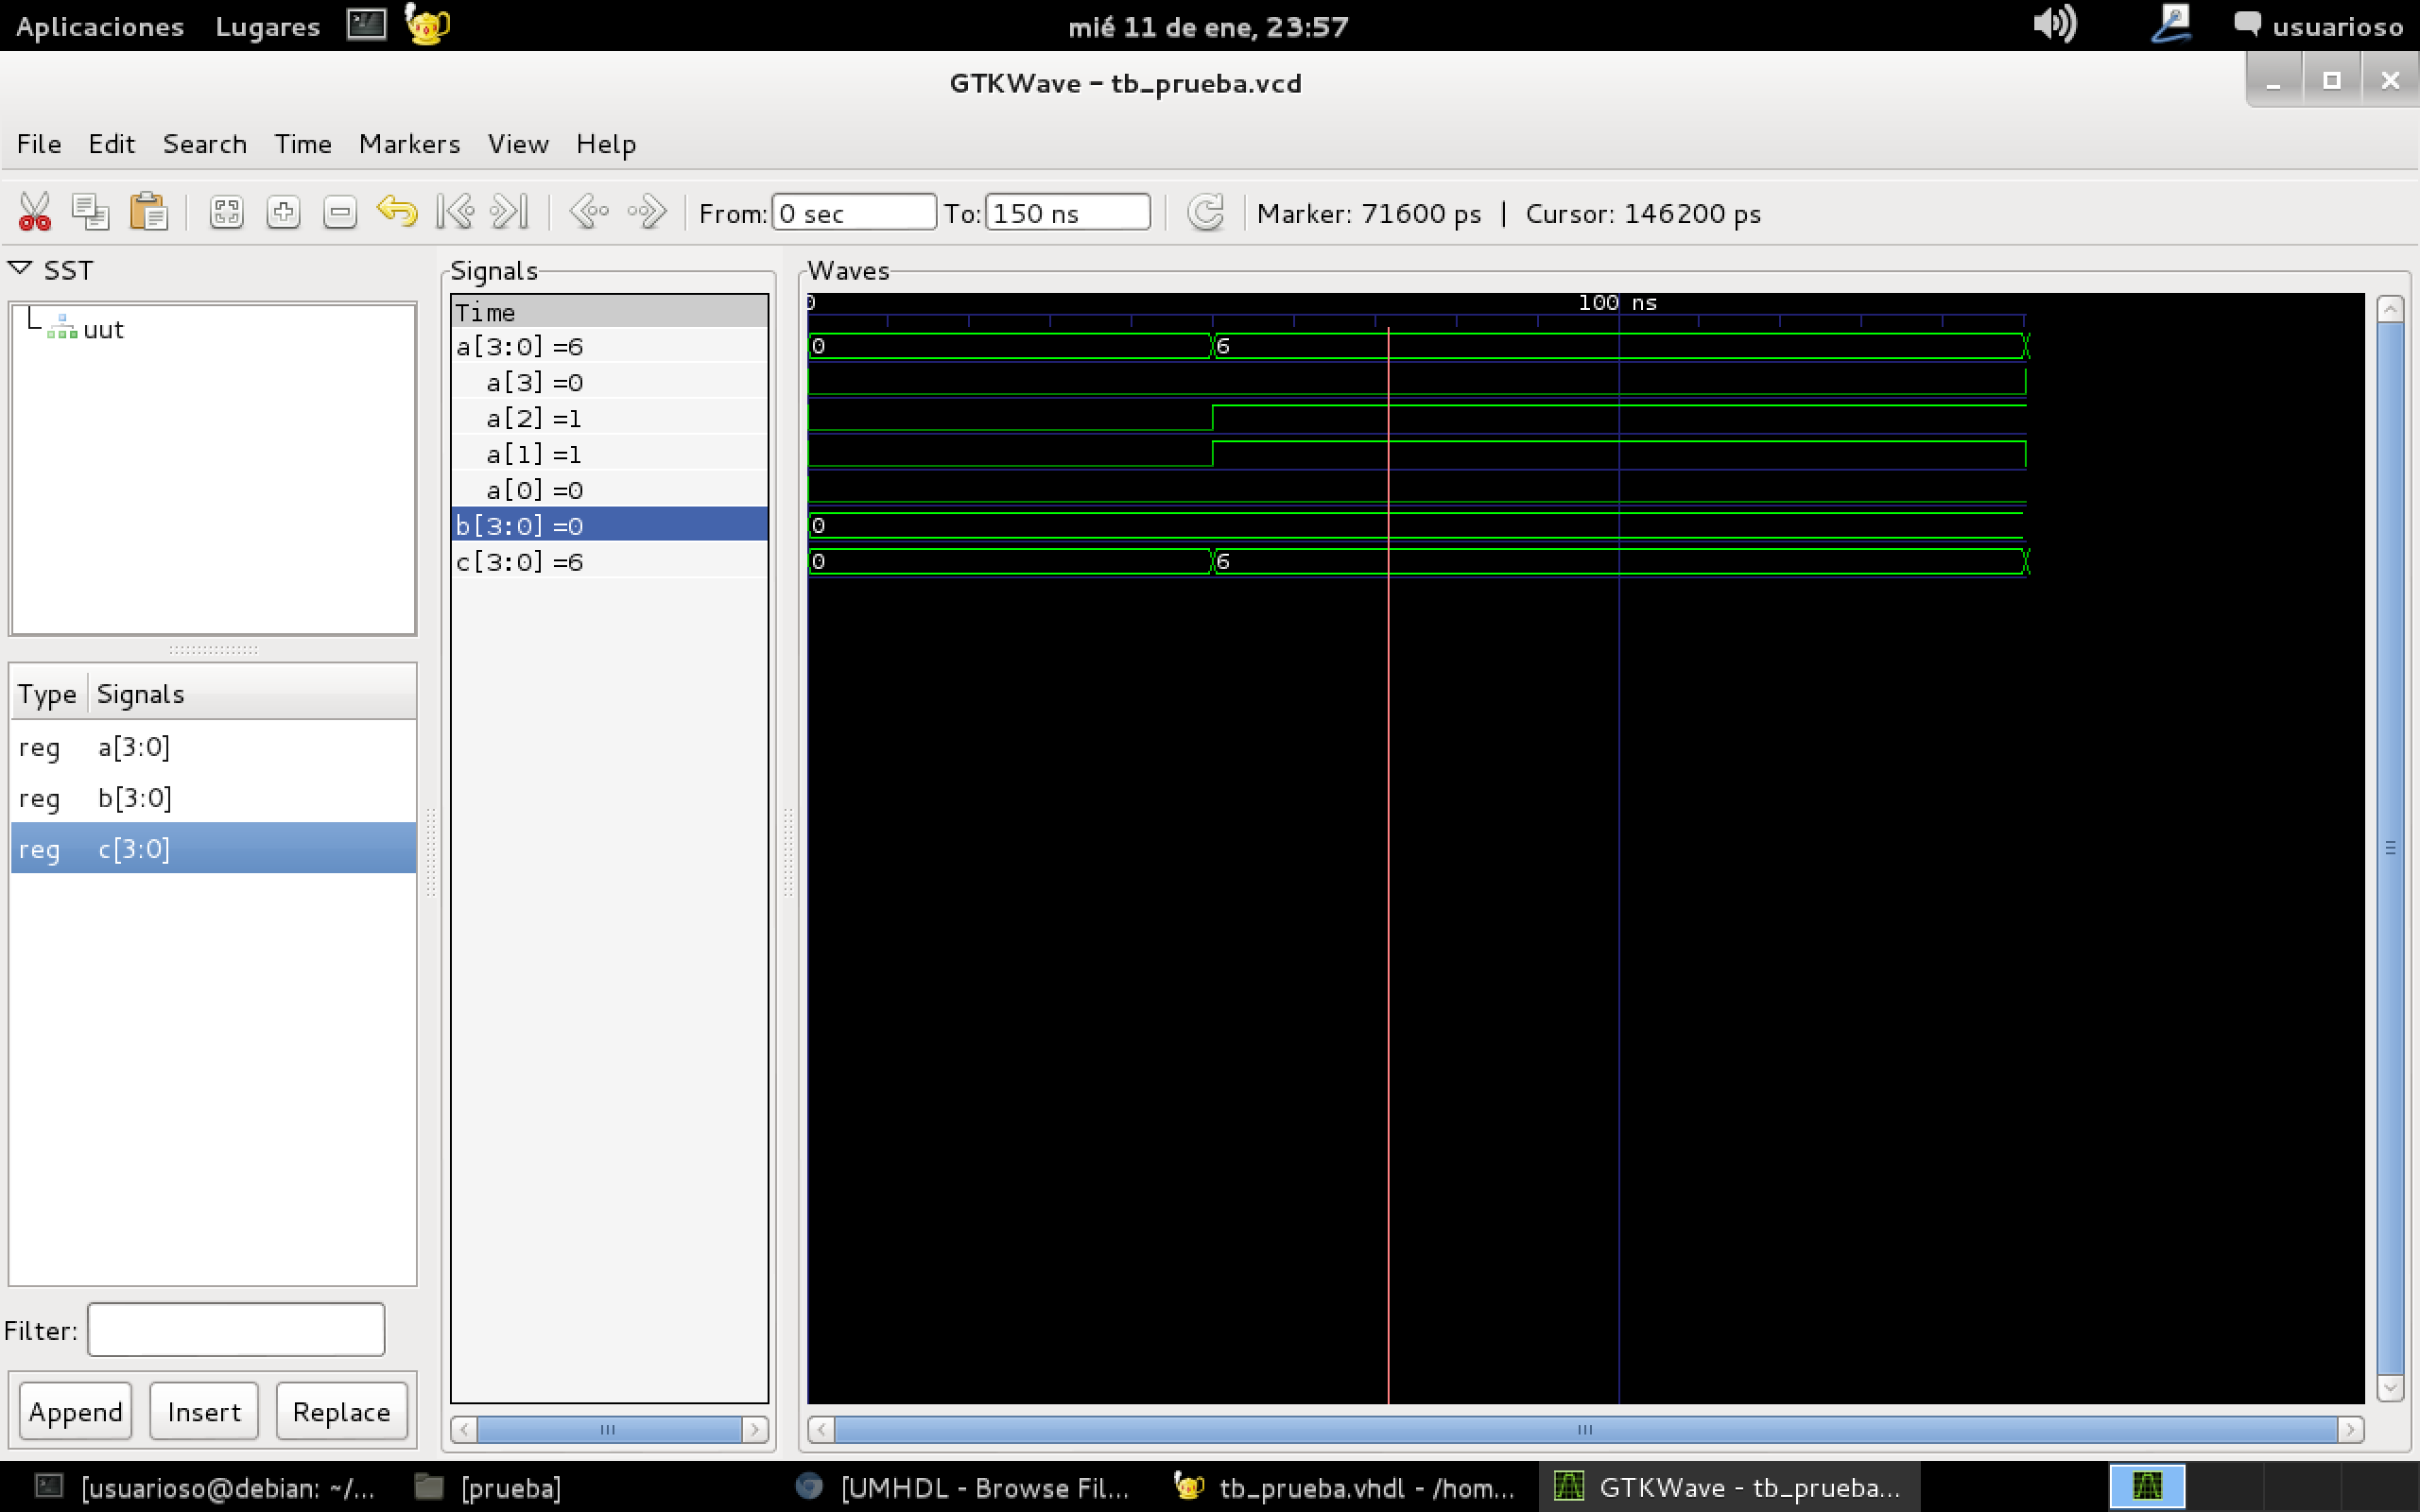 Aplicaciones Lugares mié 11 de ene, 23:57 usuarioso
GTKWave - tb_prueba.vcd
File Edit Search Time Markers View Help
From: 0 sec To: 150 ns Marker: 71600 ps | Cursor: 146200 ps
SST
uut
Type Signals
reg a[3:0]
reg b[3:0]
reg c[3:0]
Filter:
Append Insert Replace
Signals
Time
a[3:0] =6
a[3] =0
a[2] =1
a[1] =1
a[0] =0
b[3:0] =0
c[3:0] =6
Waves
0 100 ns
0 6
0
0 6
[usuarioso@debian: ~/... [prueba] [UMHDL - Browse Fil... tb_prueba.vhdl - /hom... GTKWave - tb_prueba...